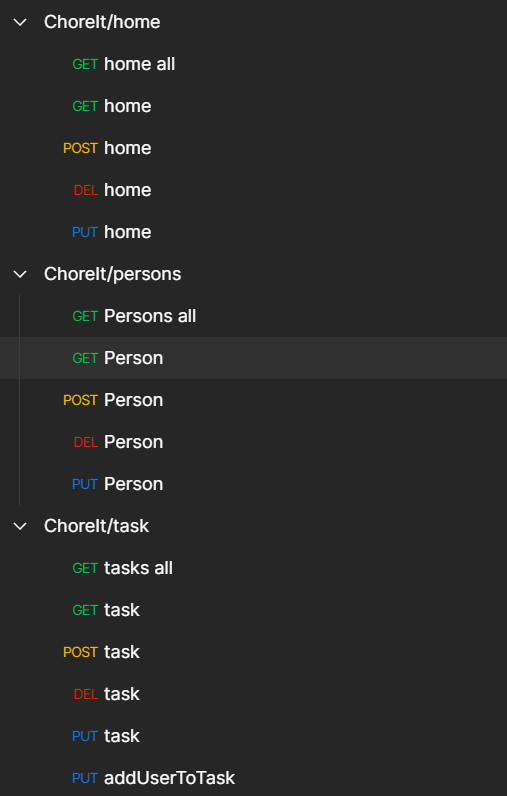 ChoreIt/home
GET home all
GET home
POST home
DEL home
PUT home
ChoreIt/persons
GET Persons all
GET Person
POST Person
DEL Person
PUT Person
ChoreIt/task
GET tasks all
GET task
POST task
DEL task
PUT task
PUT addUserToTask